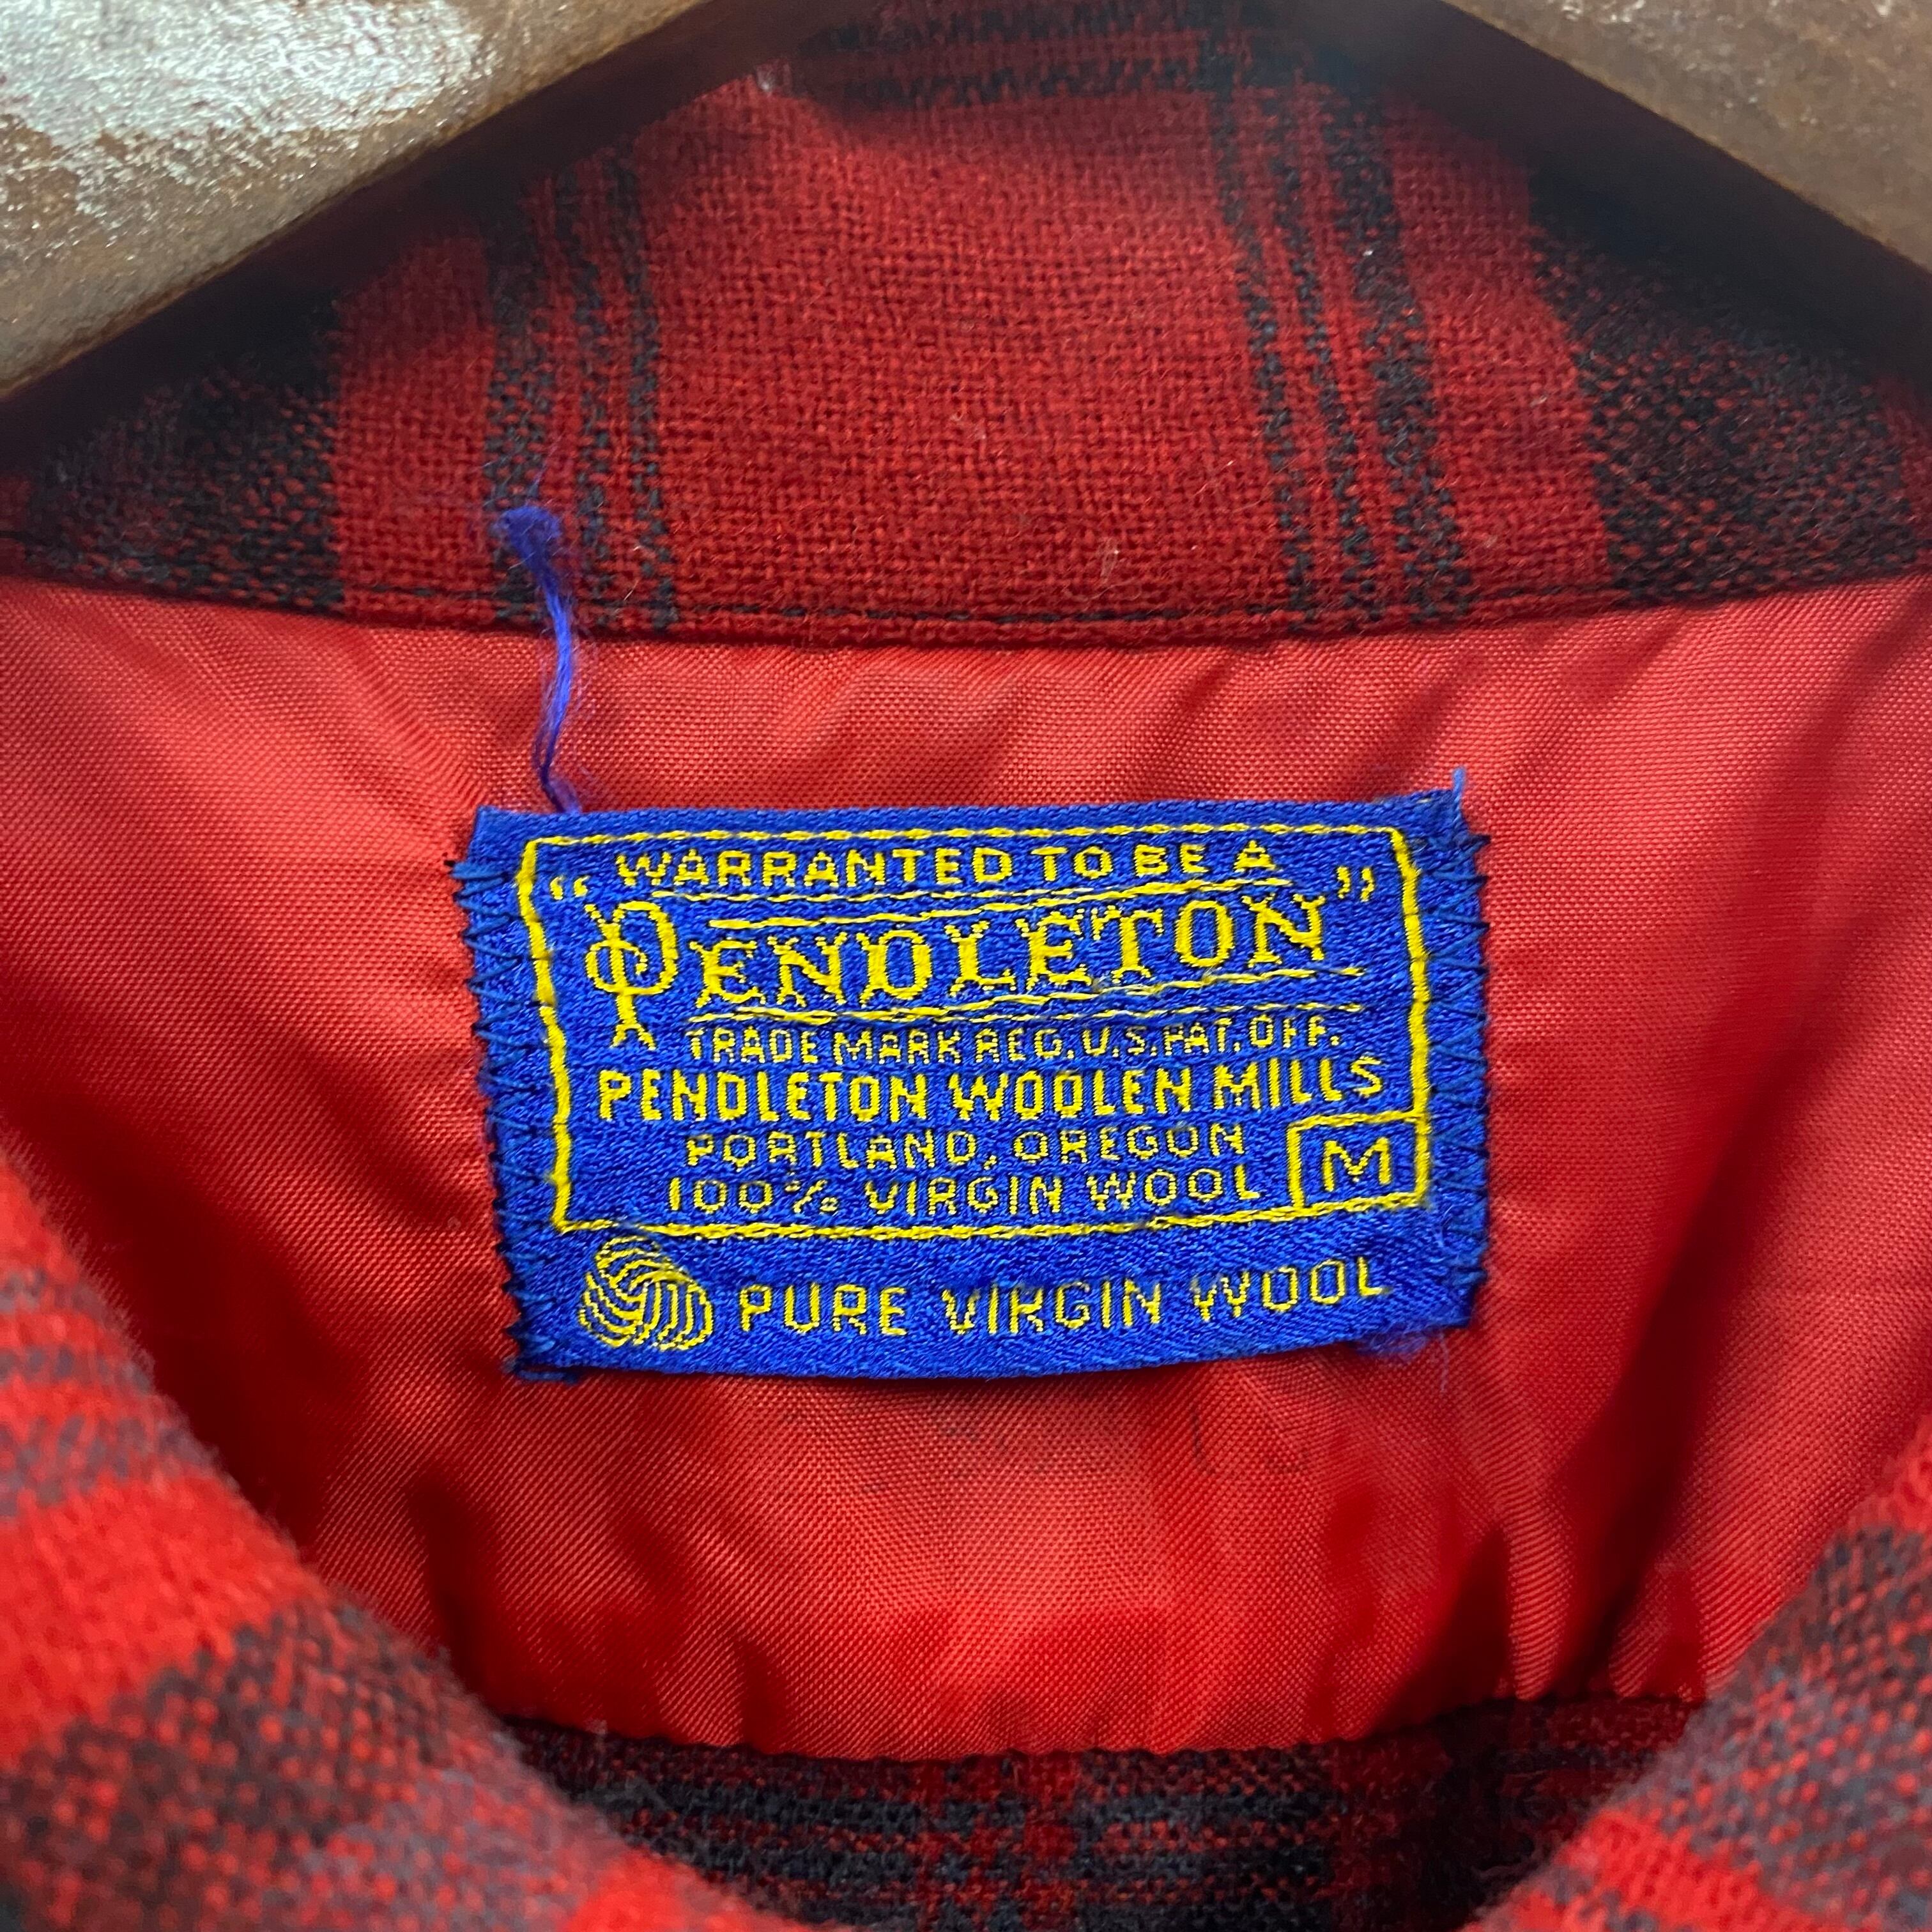 "WARRANTED TO BE A
PENDLETON"
TRADE MARK REG. U.S. PAT. OFF.
PENDLETON WOOLEN MILLS
PORTLAND, OREGON
100% VIRGIN WOOL M
PURE VIRGIN WOOL